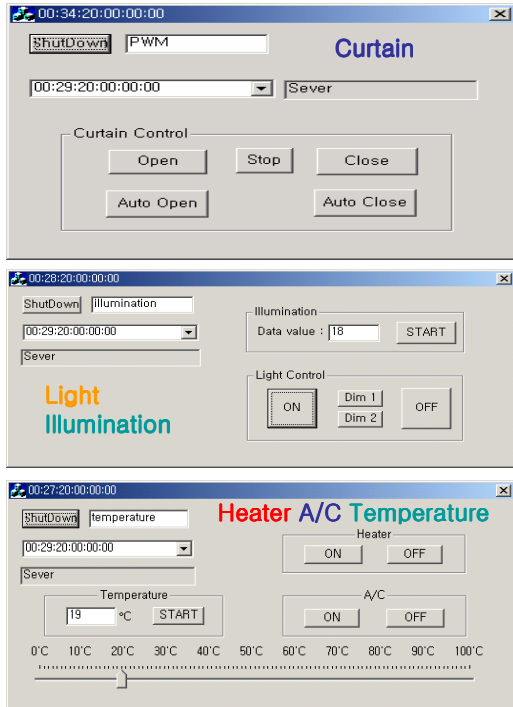 00:34:20:00:00:00
ShutDown PWM
Curtain
00:29:20:00:00:00 Sever
Curtain Control
Open Stop Close
Auto Open Auto Close
00:28:20:00:00:00
ShutDown illumination
00:29:20:00:00:00
Sever
Light
Illumination
Illumination
Data value : 18 START
Light Control
ON Dim 1 Dim 2 OFF
00:27:20:00:00:00
ShutDown temperature
Heater A/C Temperature
00:29:20:00:00:00
Sever
Heater
ON OFF
Temperature
19 °C START
A/C
ON OFF
0°C 10°C 20°C 30°C 40°C 50°C 60°C 70°C 80°C 90°C 100°C